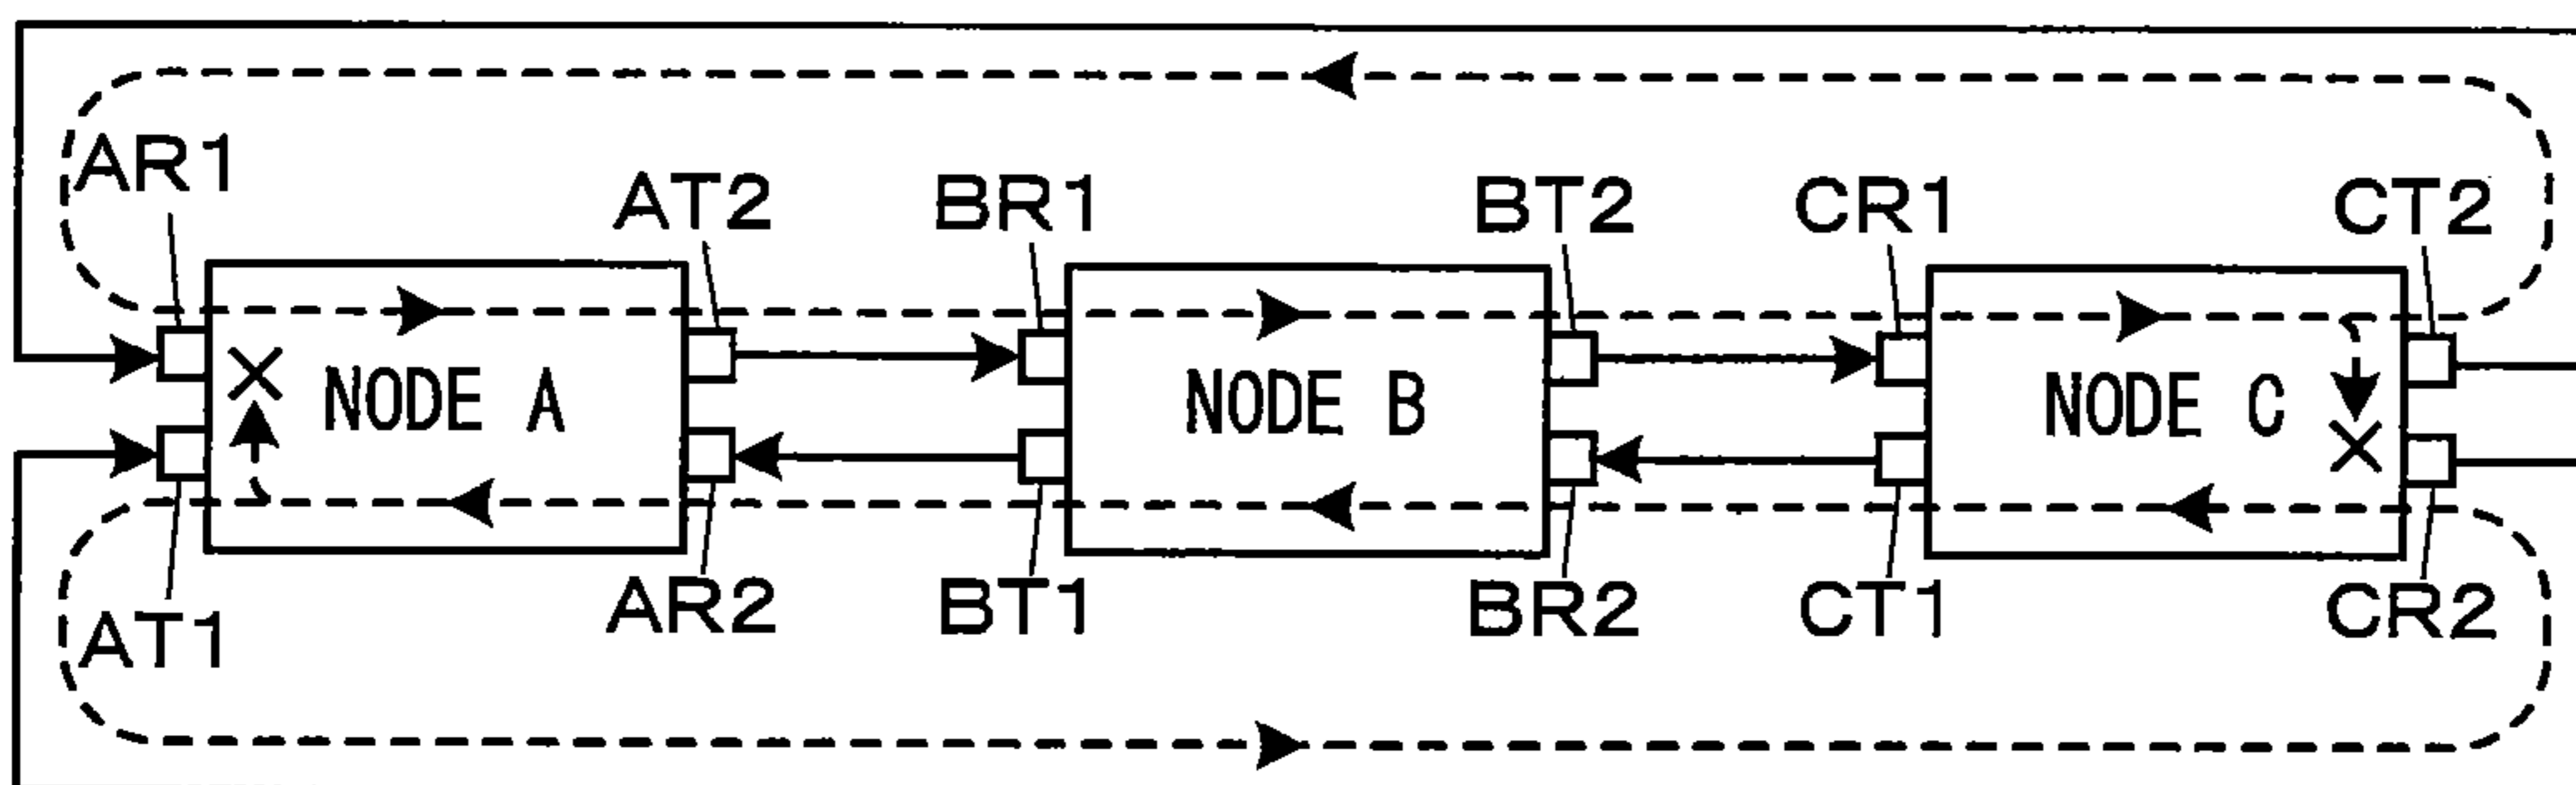 AR1
AT2 BR1 BT2 CR1 CT2
NODE A NODE B NODE C
AT1 AR2 BT1 BR2 CT1 CR2